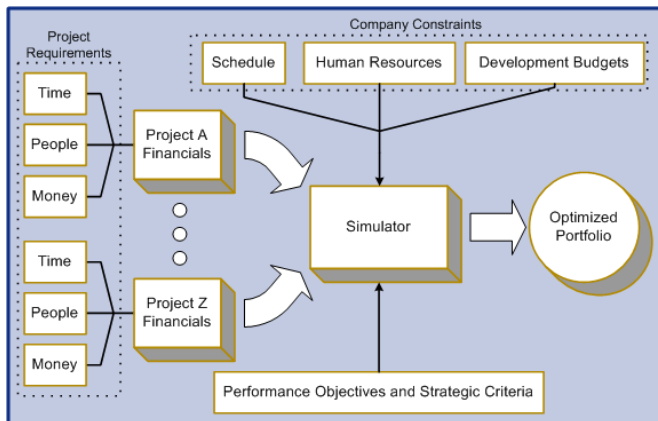 Company Constraints
Project
Requirements
Schedule
Human Resources
Development Budgets
Time
People
Money
Project A
Financials
Simulator
Optimized
Portfolio
Time
People
Money
Project Z
Financials
Performance Objectives and Strategic Criteria